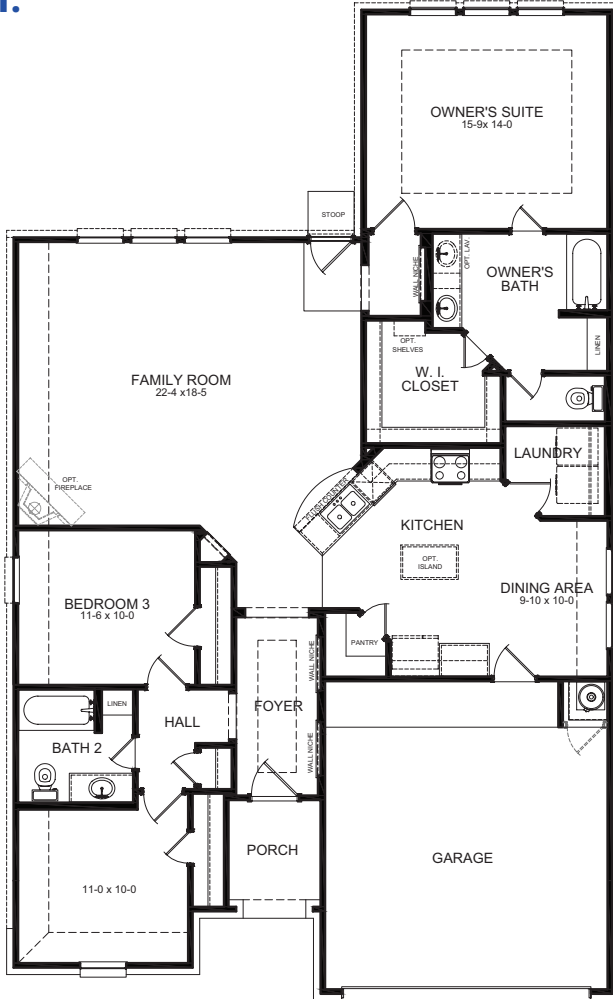 OWNER'S SUITE
15-9x 14-0
STOOP
WALL NICHE
OPT. LAV.
OWNER'S
BATH
LINEN
OPT.
SHELVES
W. I.
CLOSET
FAMILY ROOM
22-4 x18-5
OPT.
FIREPLACE
LAUNDRY
KITCHEN
OPT.
ISLAND
DINING AREA
9-10 x 10-0
PANTRY
BEDROOM 3
11-6 x 10-0
WALL NICHE
FOYER
WALL NICHE
LINEN
HALL
BATH 2
PORCH
GARAGE
11-0 x 10-0